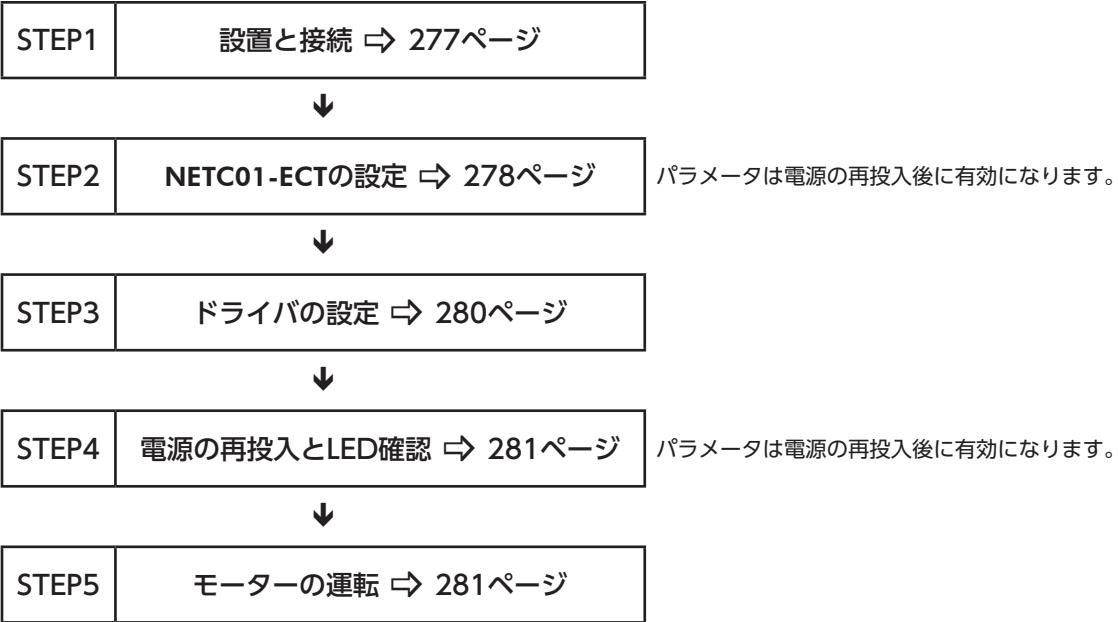 STEP1 設置と接続 ⇨ 277ページ
STEP2 NETC01-ECTの設定 ⇨ 278ページ パラメータは電源の再投入後に有効になります。
STEP3 ドライバの設定 ⇨ 280ページ
STEP4 電源の再投入とLED確認 ⇨ 281ページ パラメータは電源の再投入後に有効になります。
STEP5 モーターの運転 ⇨ 281ページ